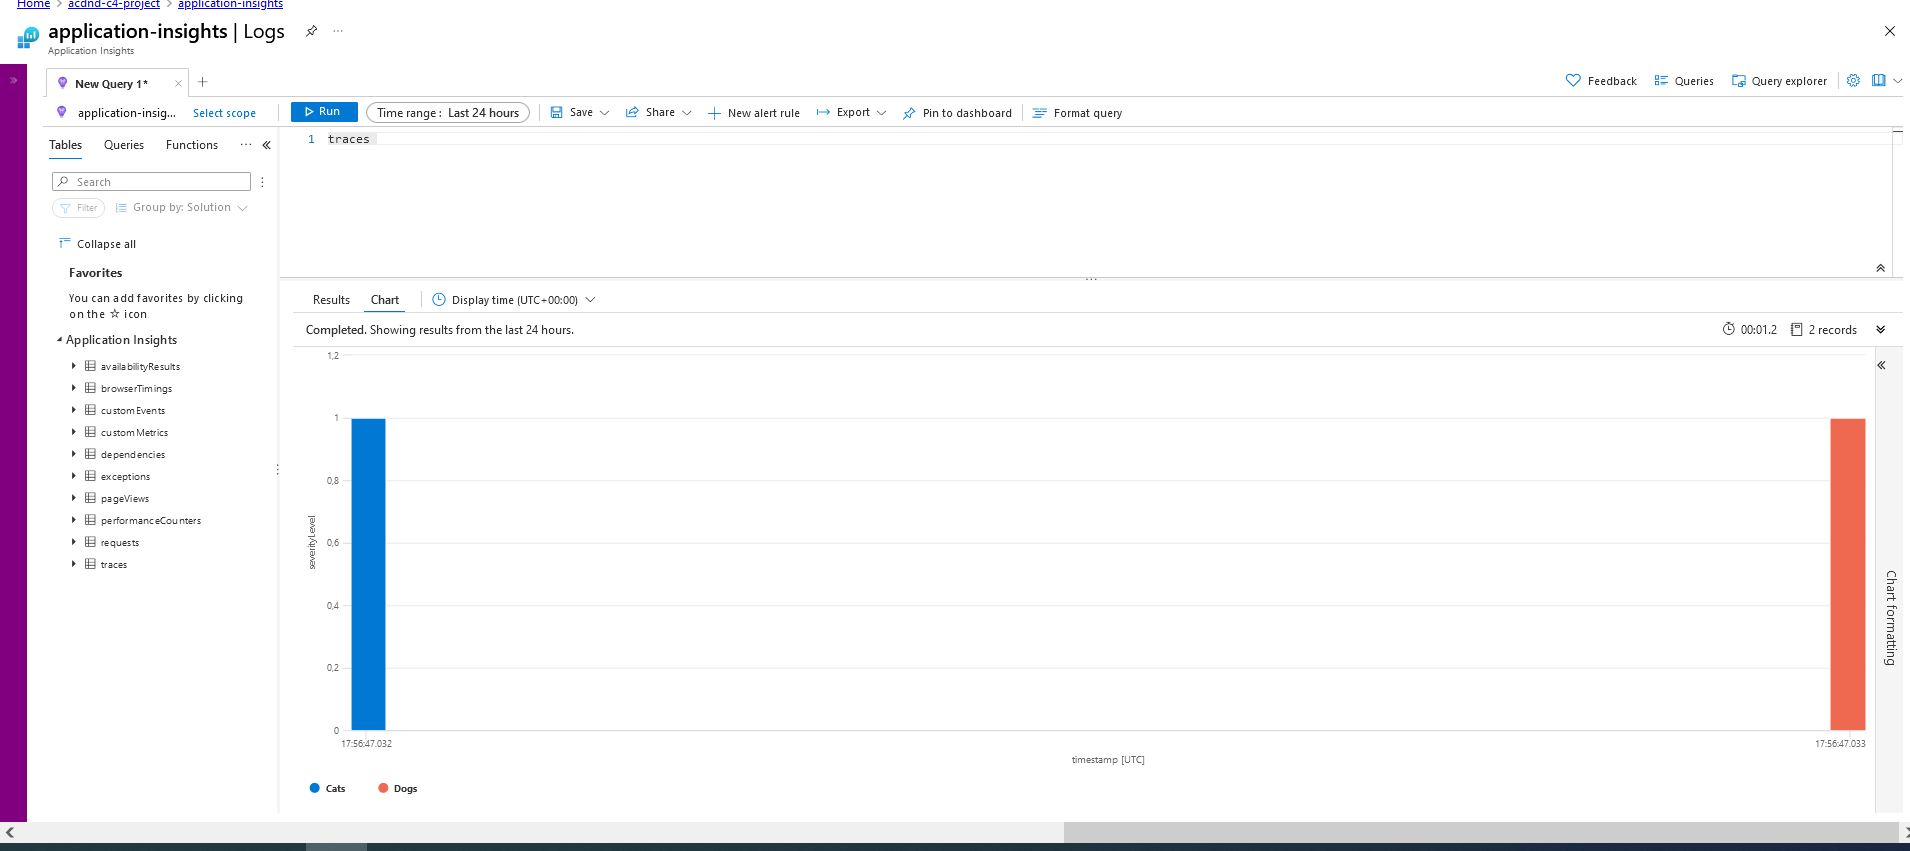 Home > acdnd-c4-project > application-insights
application-insights | Logs ...
Application Insights
New Query 1*
Feedback Queries Query explorer
application-insig... Select scope Run Time range : Last 24 hours Save Share New alert rule Export Pin to dashboard Format query
Tables Queries Functions ...
1 traces
Search
Filter Group by: Solution
Collapse all
Favorites
You can add favorites by clicking
on the ☆ icon
Application Insights
availabilityResults
browserTimings
customEvents
customMetrics
dependencies
exceptions
pageViews
performanceCounters
requests
traces
Results Chart Display time (UTC+00:00)
Completed. Showing results from the last 24 hours. 00:01.2 2 records
1,2
1
0,8
0,6
0,4
0,2
0
severityLevel
17:56:47.032 17:56:47.033
timestamp [UTC]
Cats Dogs
Chart formatting